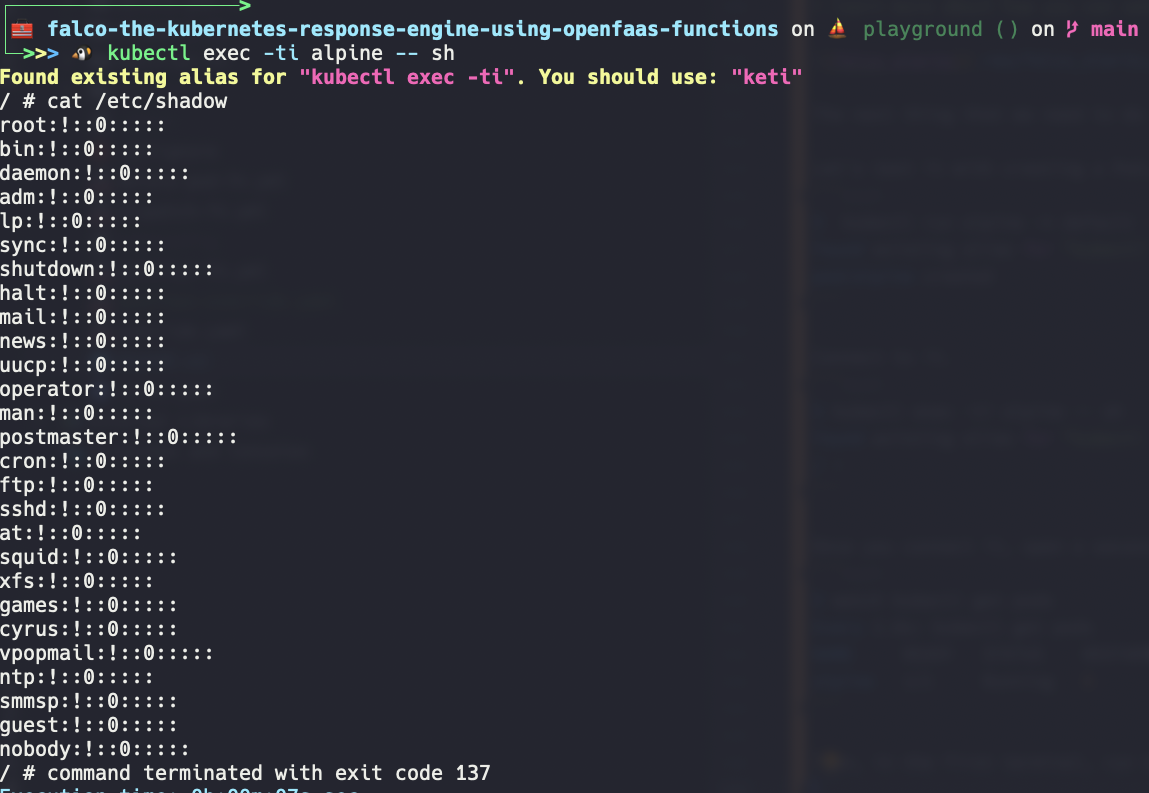 falco-the-kubernetes-response-engine-using-openfaas-functions on playground () on main
>>> kubectl exec -ti alpine -- sh
Found existing alias for "kubectl exec -ti". You should use: "keti"
/ # cat /etc/shadow
root:!::0:::::
bin:!::0:::::
daemon:!::0:::::
adm:!::0:::::
lp:!::0:::::
sync:!::0:::::
shutdown:!::0:::::
halt:!::0:::::
mail:!::0:::::
news:!::0:::::
uucp:!::0:::::
operator:!::0:::::
man:!::0:::::
postmaster:!::0:::::
cron:!::0:::::
ftp:!::0:::::
sshd:!::0:::::
at:!::0:::::
squid:!::0:::::
xfs:!::0:::::
games:!::0:::::
cyrus:!::0:::::
vpopmail:!::0:::::
ntp:!::0:::::
smmsp:!::0:::::
guest:!::0:::::
nobody:!::0:::::
/ # command terminated with exit code 137